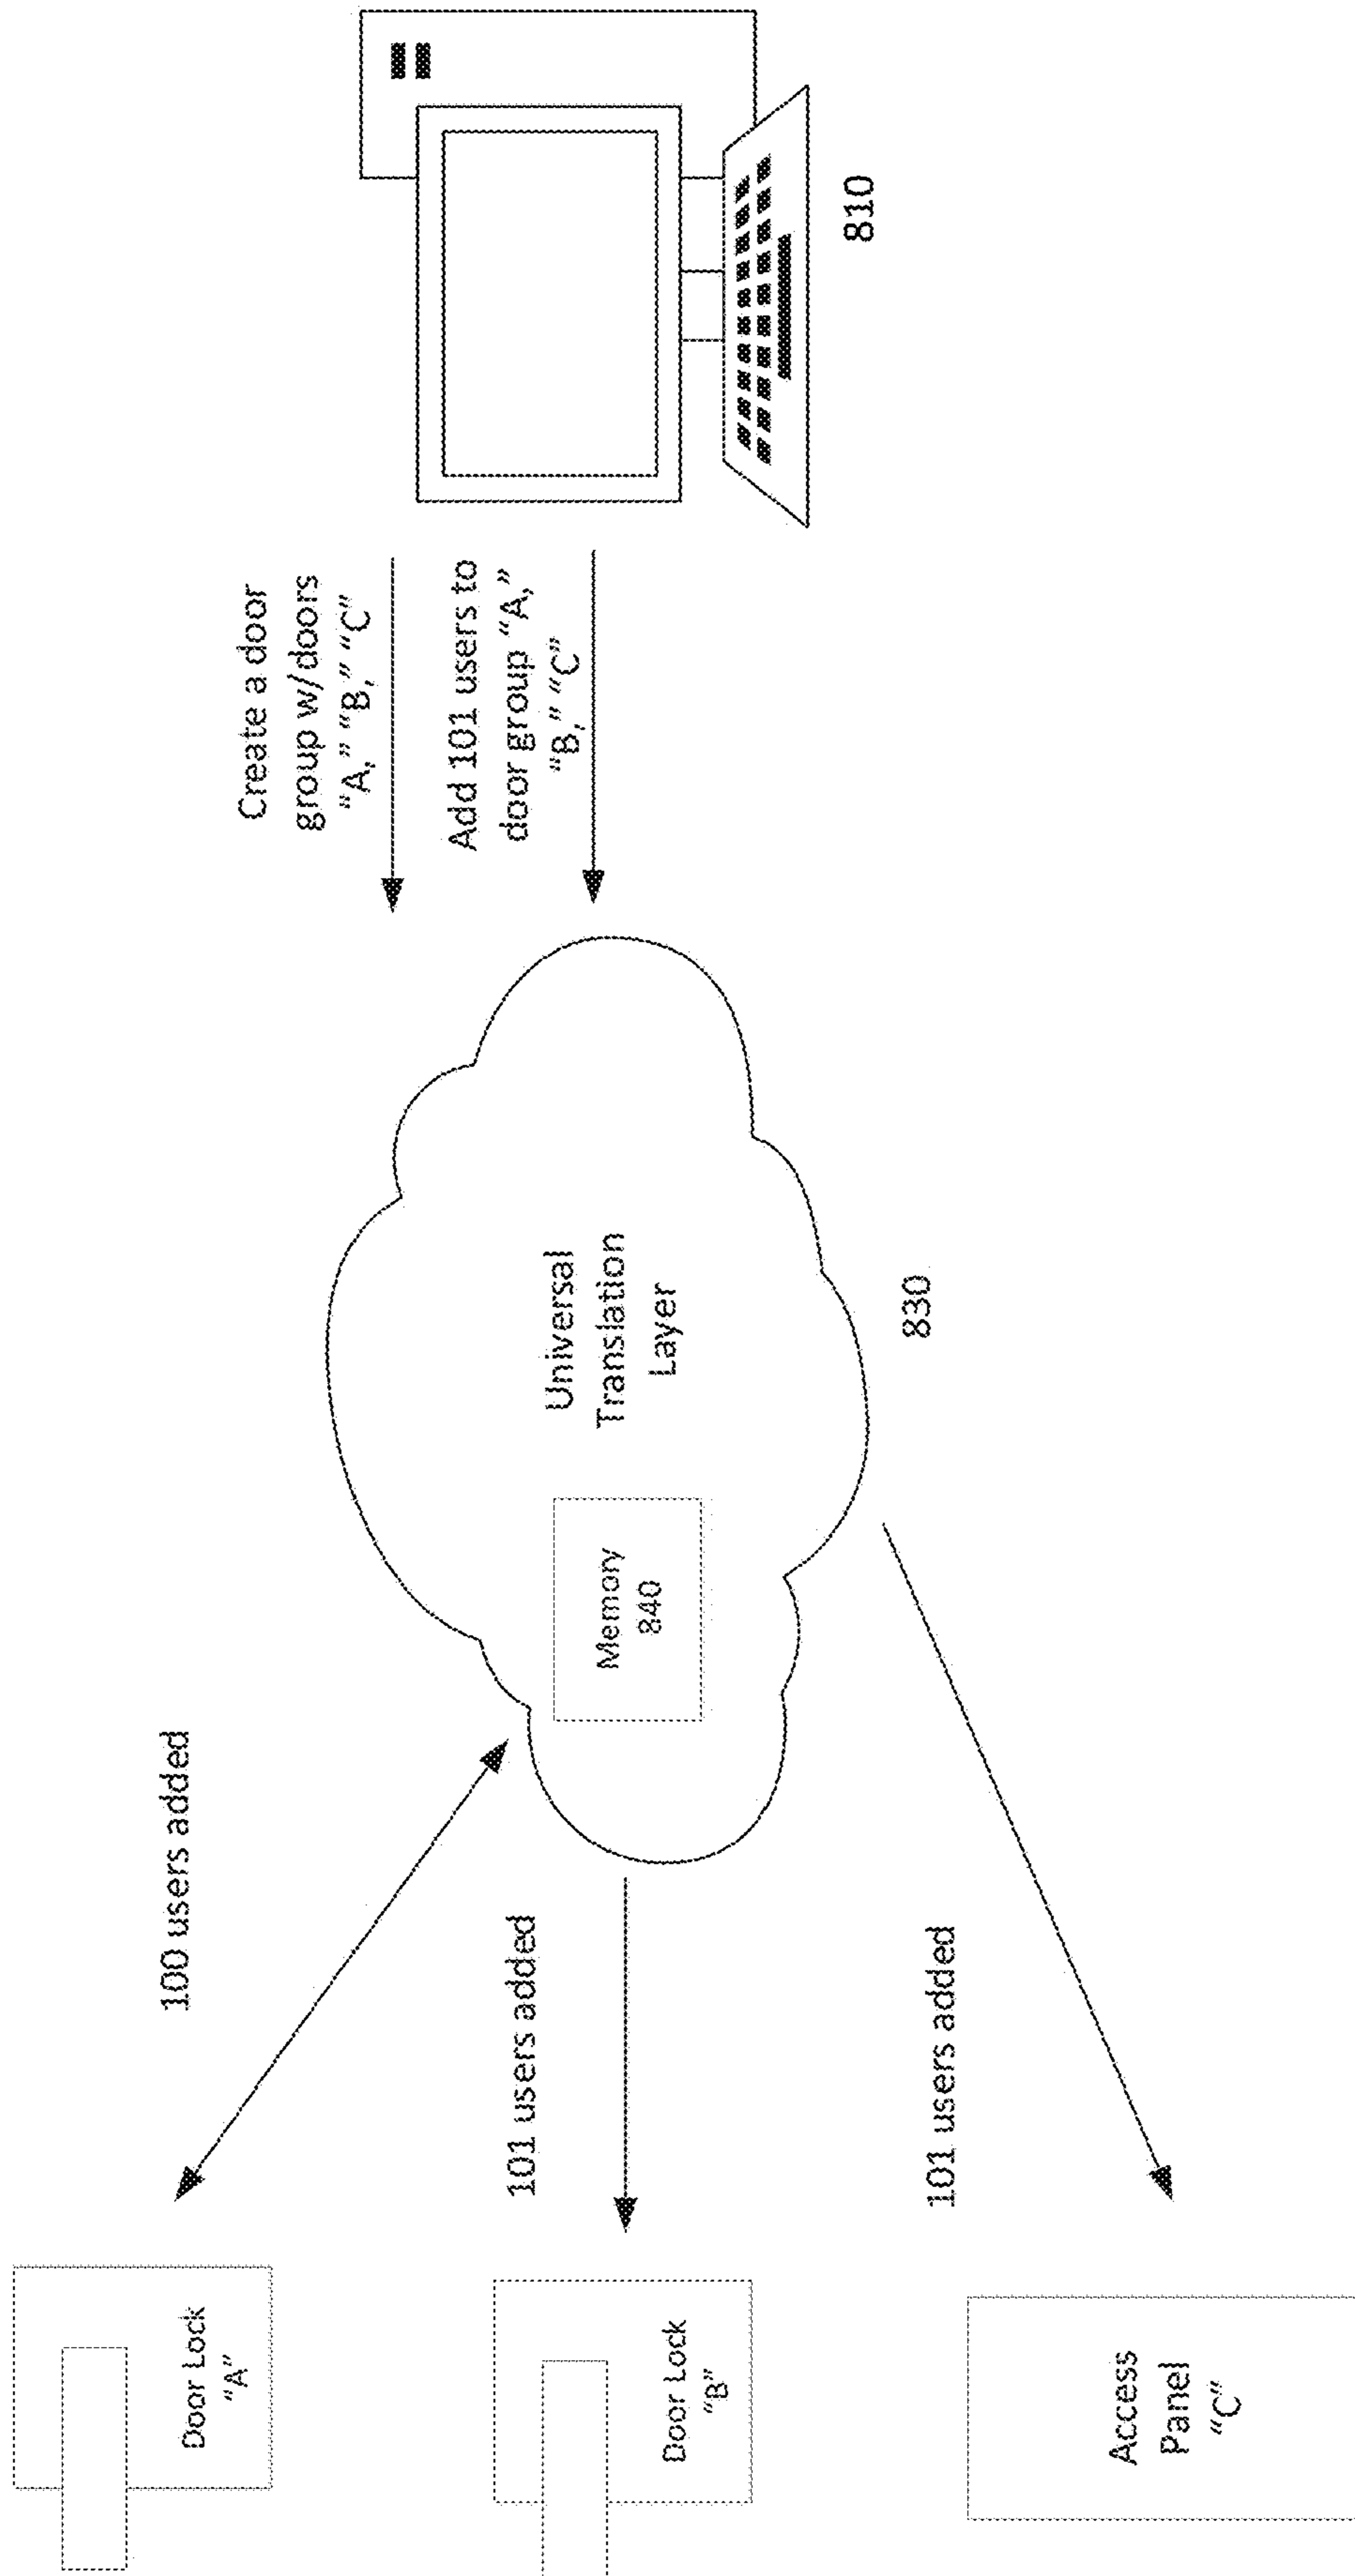 Door Lock
“A”
100 users added
Door Lock
“B”
101 users added
Access
Panel
“C”
101 users added
Memory
840
Universal
Translation
Layer
830
Create a door
group w/doors
“A,” “B,” “C”
Add 101 users to
door group “A,”
“B,” “C”
810